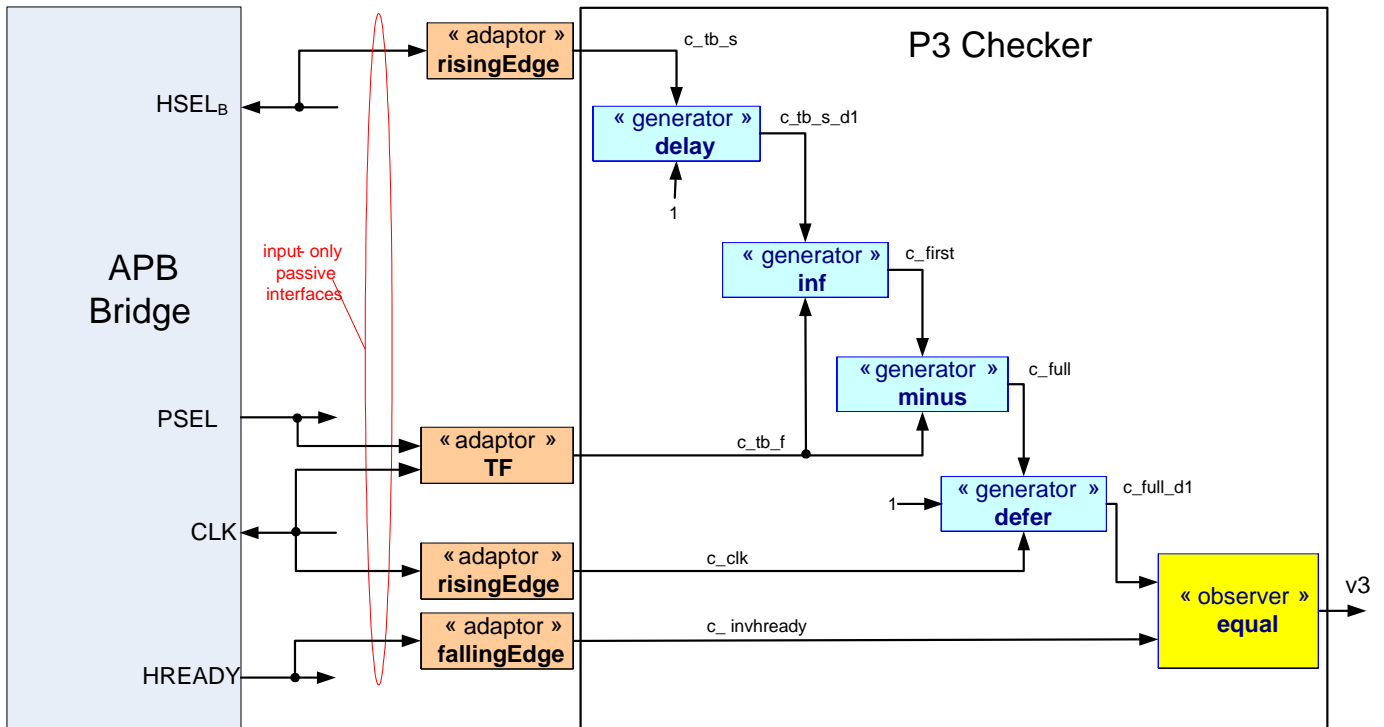 « adaptor »
risingEdge
c_tb_s
P3 Checker
HSELB
« generator »
delay
c_tb_s_d1
1
input- only
passive
interfaces
APB
Bridge
« generator »
inf
c_first
« generator »
minus
c_full
PSEL
« adaptor »
TF
c_tb_f
« generator »
defer
1
c_full_d1
CLK
« adaptor »
risingEdge
c_clk
« adaptor »
fallingEdge
c_ invhready
HREADY
« observer »
equal
v3